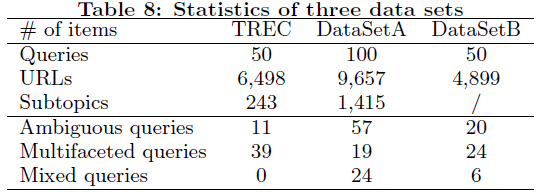 Table 8: Statistics of three data sets
# of items TREC DataSetA DataSetB
Queries 50 100 50
URLs 6,498 9,657 4,899
Subtopics 243 1,415 /
Ambiguous queries 11 57 20
Multifaceted queries 39 19 24
Mixed queries 0 24 6